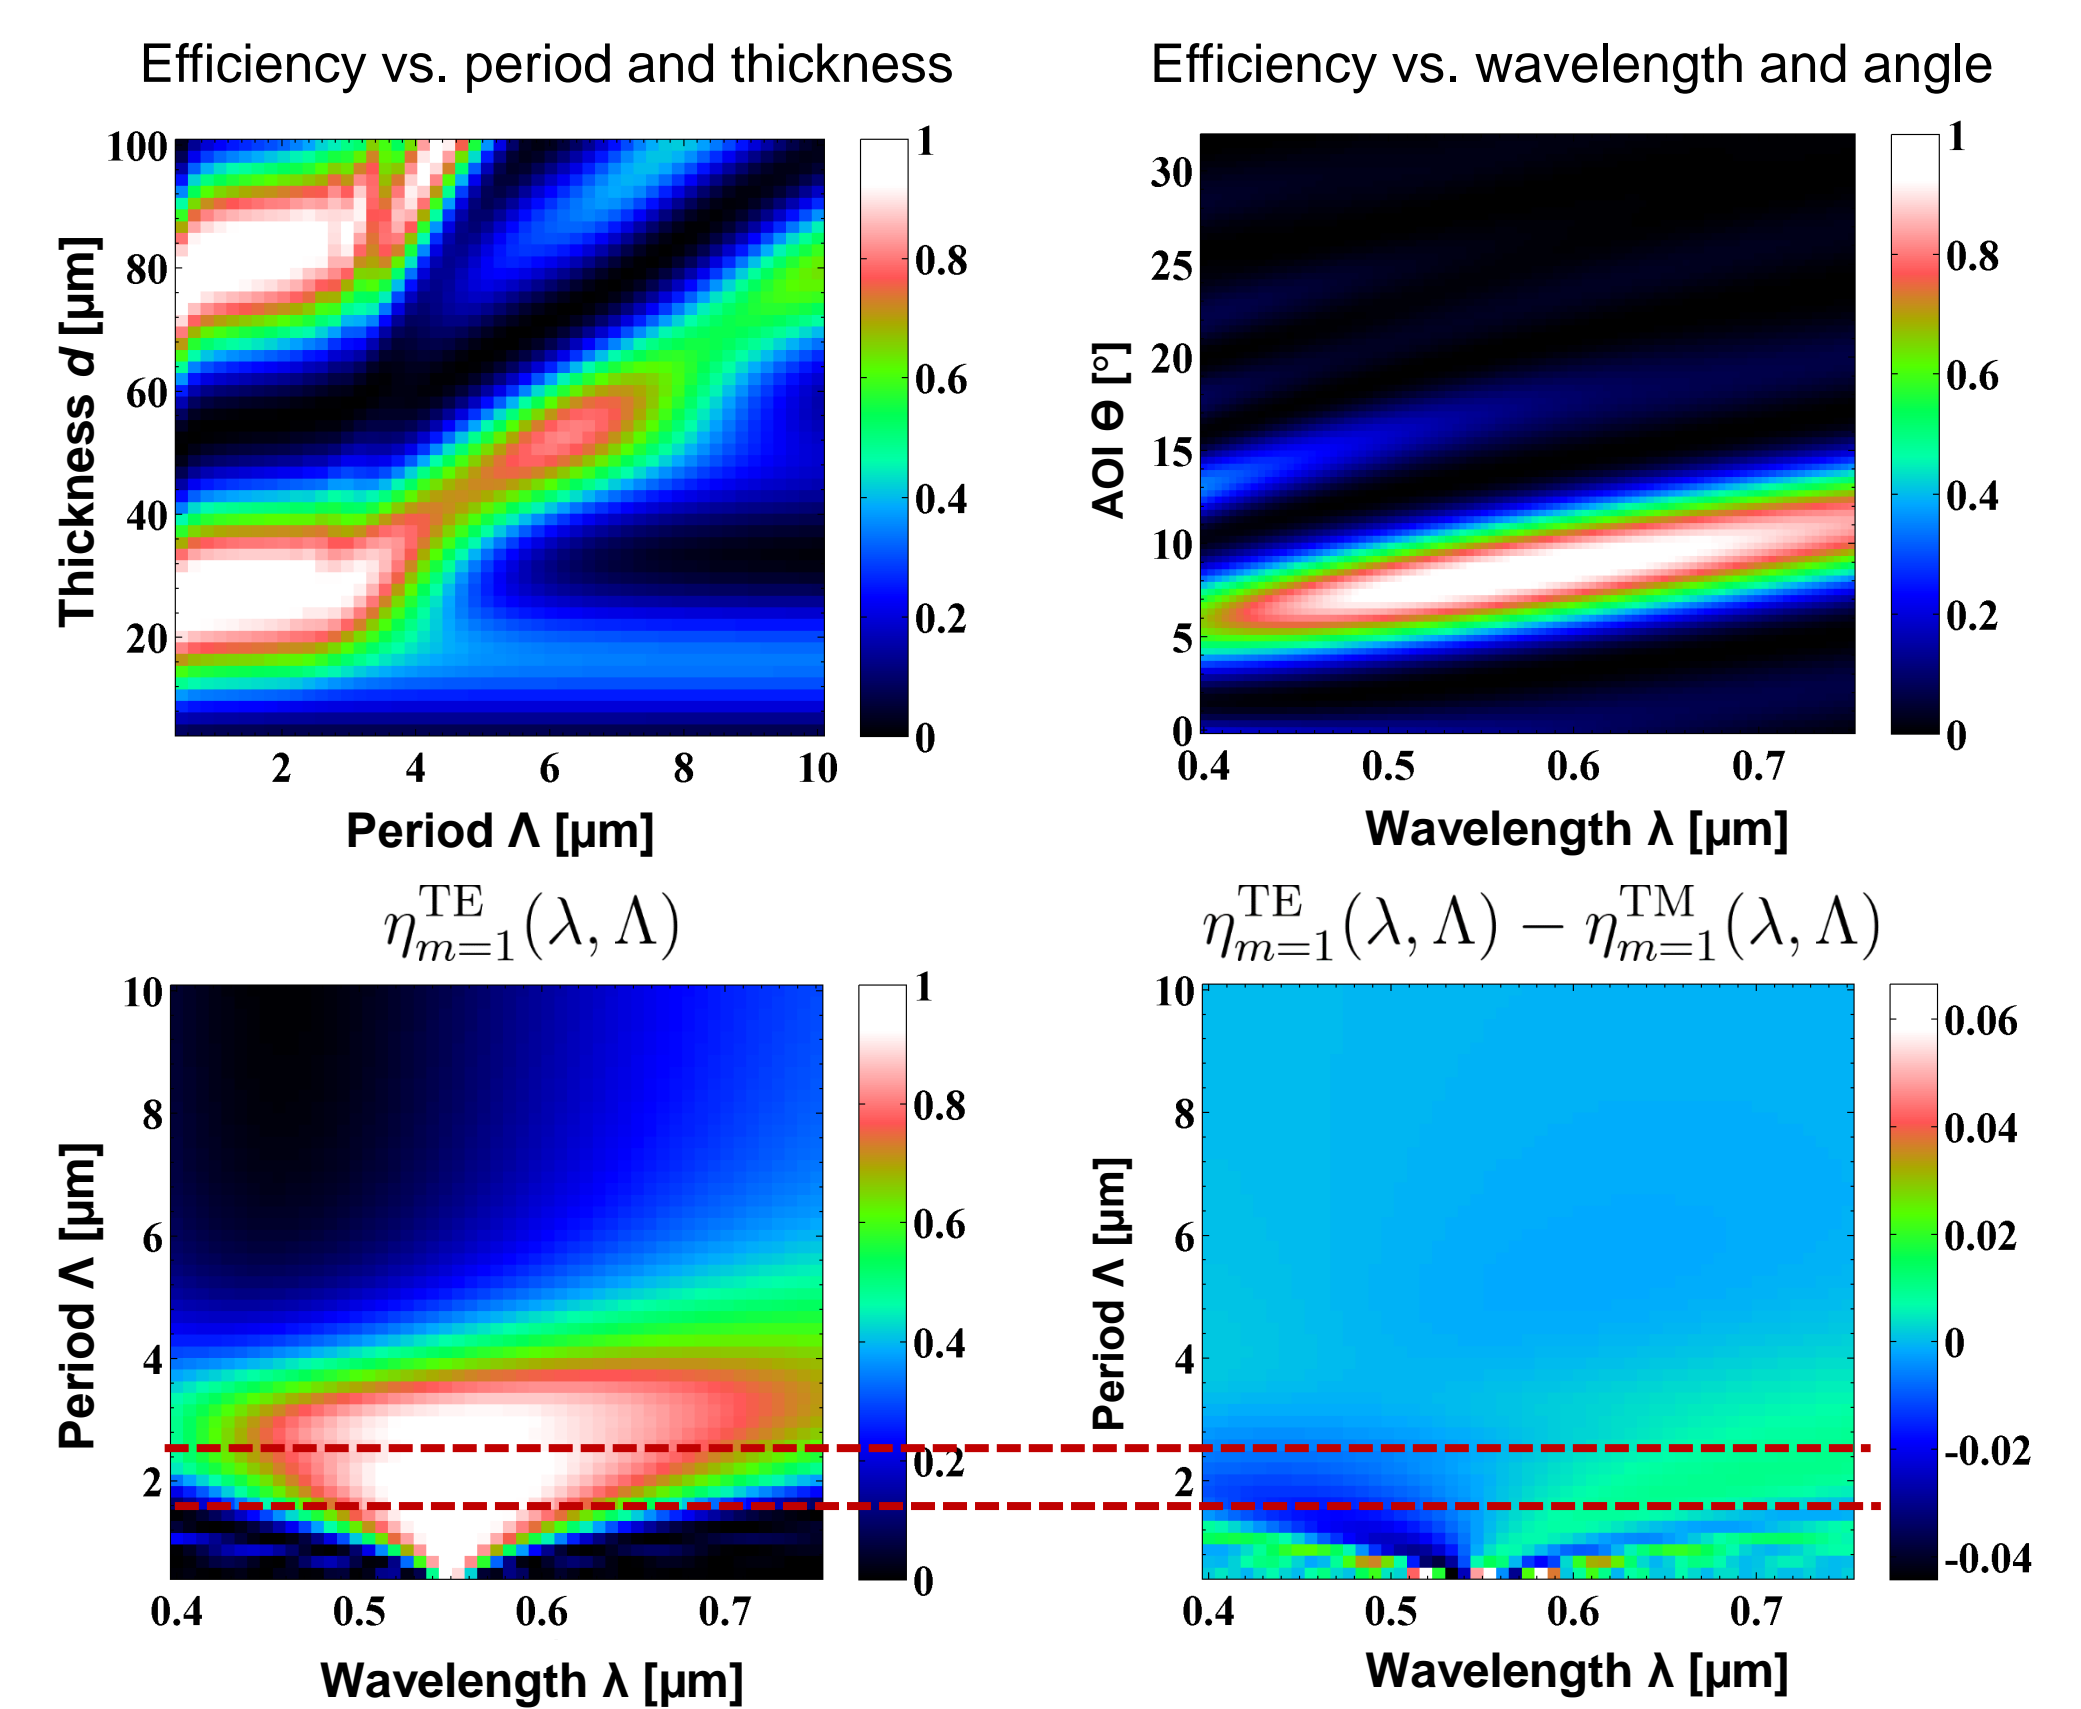 Efficiency vs. period and thickness
100
80
60
40
20
Thickness d [µm]
2 4 6 8 10
Period Λ [µm]
1
0.8
0.6
0.4
0.2
0
Efficiency vs. wavelength and angle
30
25
20
15
10
5
0
AOI Θ [°]
0.4 0.5 0.6 0.7
Wavelength λ [µm]
1
0.8
0.6
0.4
0.2
0
η^{TE}_{m=1}(λ, Λ)
10
8
6
4
2
Period Λ [µm]
0.4 0.5 0.6 0.7
Wavelength λ [µm]
1
0.8
0.6
0.4
0.2
0
η^{TE}_{m=1}(λ, Λ) − η^{TM}_{m=1}(λ, Λ)
10
8
6
4
2
Period Λ [µm]
0.4 0.5 0.6 0.7
Wavelength λ [µm]
0.06
0.04
0.02
0
-0.02
-0.04